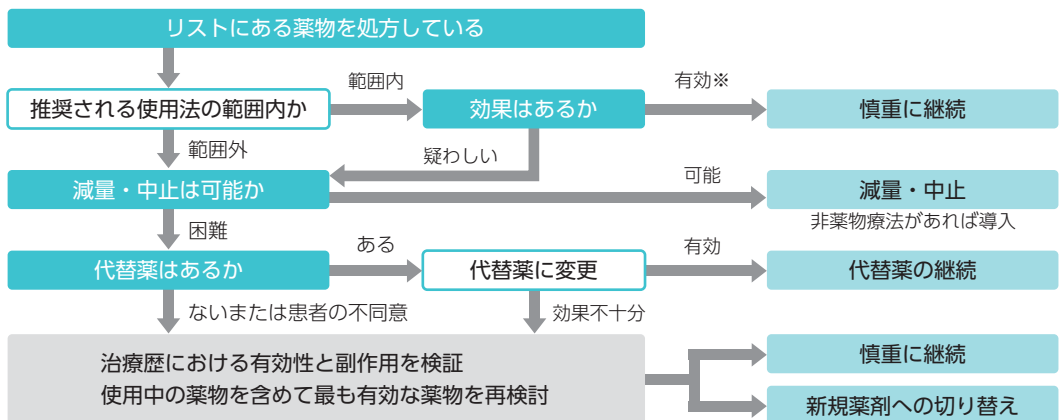 リストにある薬物を処方している
範囲内
有効※
推奨される使用法の範囲内か
効果はあるか
慎重に継続
範囲外
疑わしい
可能
減量・中止は可能か
減量・中止
非薬物療法があれば導入
困難
ある
有効
代替薬はあるか
代替薬に変更
代替薬の継続
ないまたは患者の不同意
効果不十分
治療歴における有効性と副作用を検証
使用中の薬物を含めて最も有効な薬物を再検討
慎重に継続
新規薬剤への切り替え